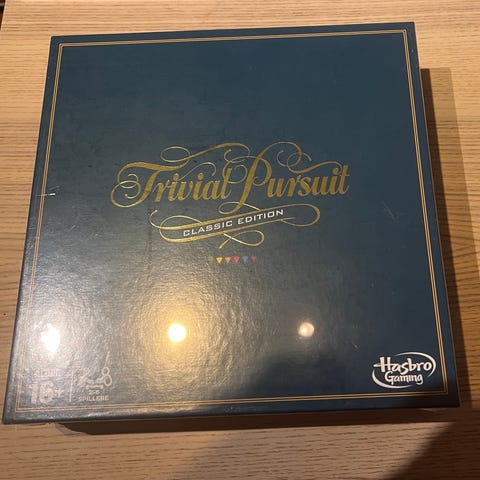 Trivial Pursuit
CLASSIC EDITION
Hasbro
Gaming
16+
SPILLERE